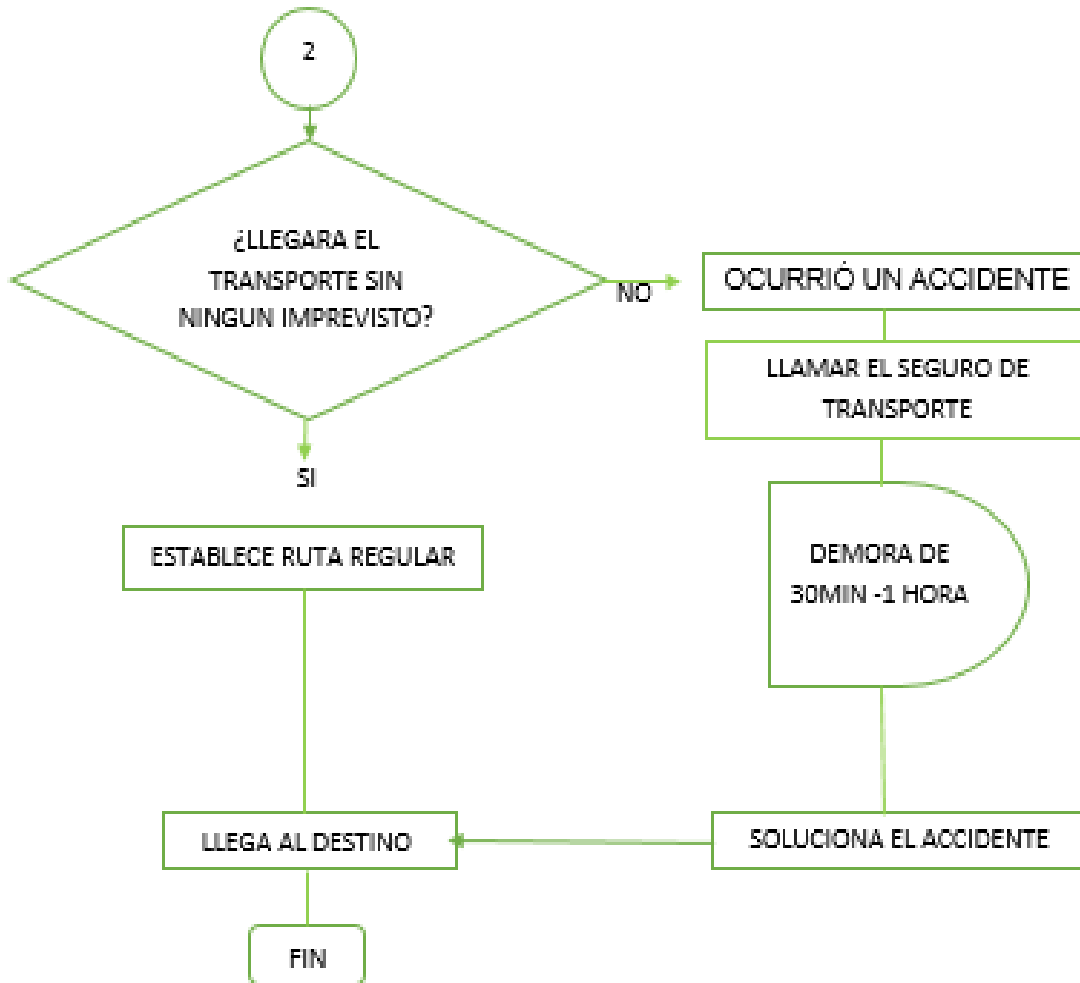 2
¿LLEGARA EL
TRANSPORTE SIN
NINGUN IMPREVISTO?
NO
OCURRIÓ UN ACCIDENTE
LLAMAR EL SEGURO DE
TRANSPORTE
SI
ESTABLECE RUTA REGULAR
DEMORA DE
30MIN -1 HORA
LLEGA AL DESTINO
SOLUCIONA EL ACCIDENTE
FIN